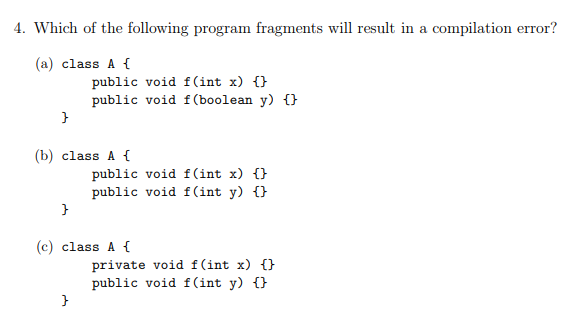 4. Which of the following program fragments will result in a compilation error?
(a) class A {
public void f(int x) {}
public void f(boolean y) {}
}
(b) class A {
public void f(int x) {}
public void f(int y) {}
}
(c) class A {
private void f(int x) {}
public void f(int y) {}
}